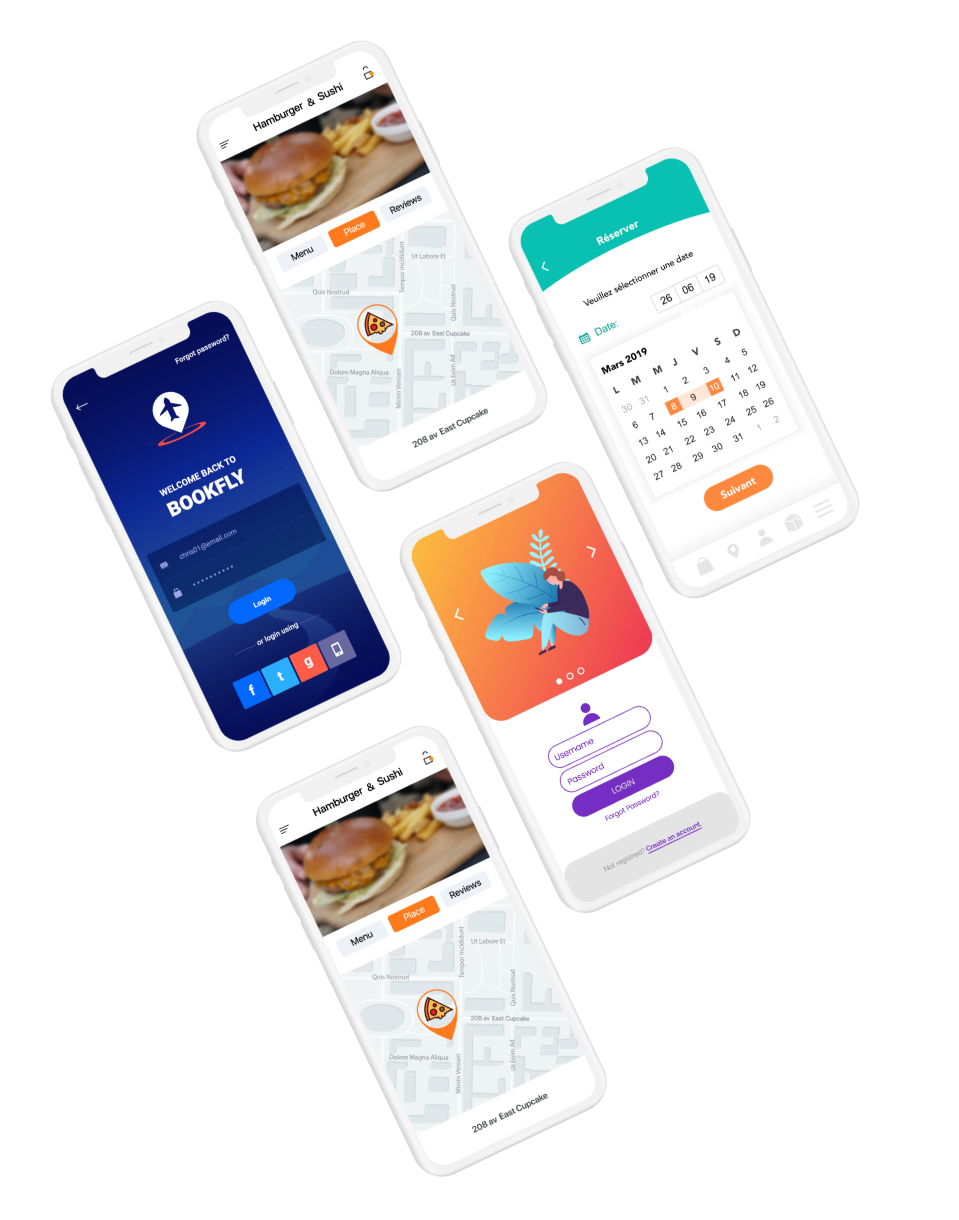 Hamburger & Sushi
Menu
Place
Reviews
Ut Labore Et
Tempor Incididunt
Quis Nostrud
Quis Nostrud
208 av East Cupcake
Dolore Magna Aliqua
Minim Veniam
Ut Enim Ad
208 av East Cupcake
Réserver
Veuillez sélectionner une date
Date:
26 06 19
Mars 2019
L M M J V S D
30 31 1 2 3 4 5
6 7 8 9 10 11 12
13 14 15 16 17 18 19
20 21 22 23 24 25 26
27 28 29 30 31 1 2
Suivant
Forgot password?
WELCOME BACK TO
BOOKFLY
chris01@email.com
Login
or login using
f t g
Username
Password
LOGIN
Forgot Password?
Not registred? Create an account
Hamburger & Sushi
Menu
Place
Reviews
Ut Labore Et
Tempor Incididunt
Quis Nostrud
Quis Nostrud
208 av East Cupcake
Dolore Magna Aliqua
Minim Veniam
Ut Enim Ad
208 av East Cupcake